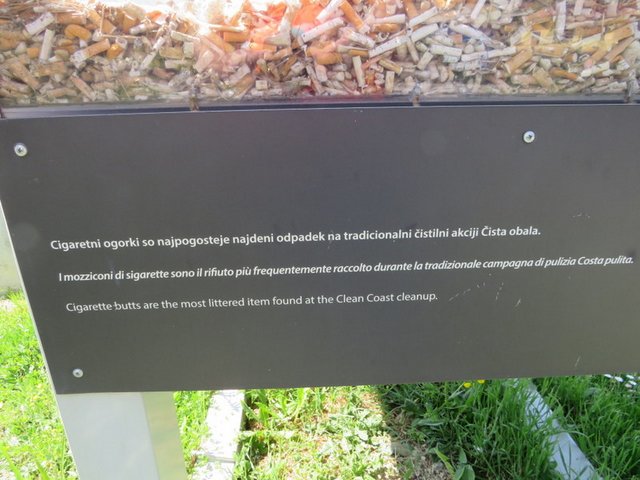 Cigaretni ogorki so najpogosteje najdeni odpadek na tradicionalni čistilni akciji Čista obala.
I mozziconi di sigarette sono il rifiuto più frequentemente raccolto durante la tradizionale campagna di pulizia Costa pulita.
Cigarette butts are the most littered item found at the Clean Coast cleanup.